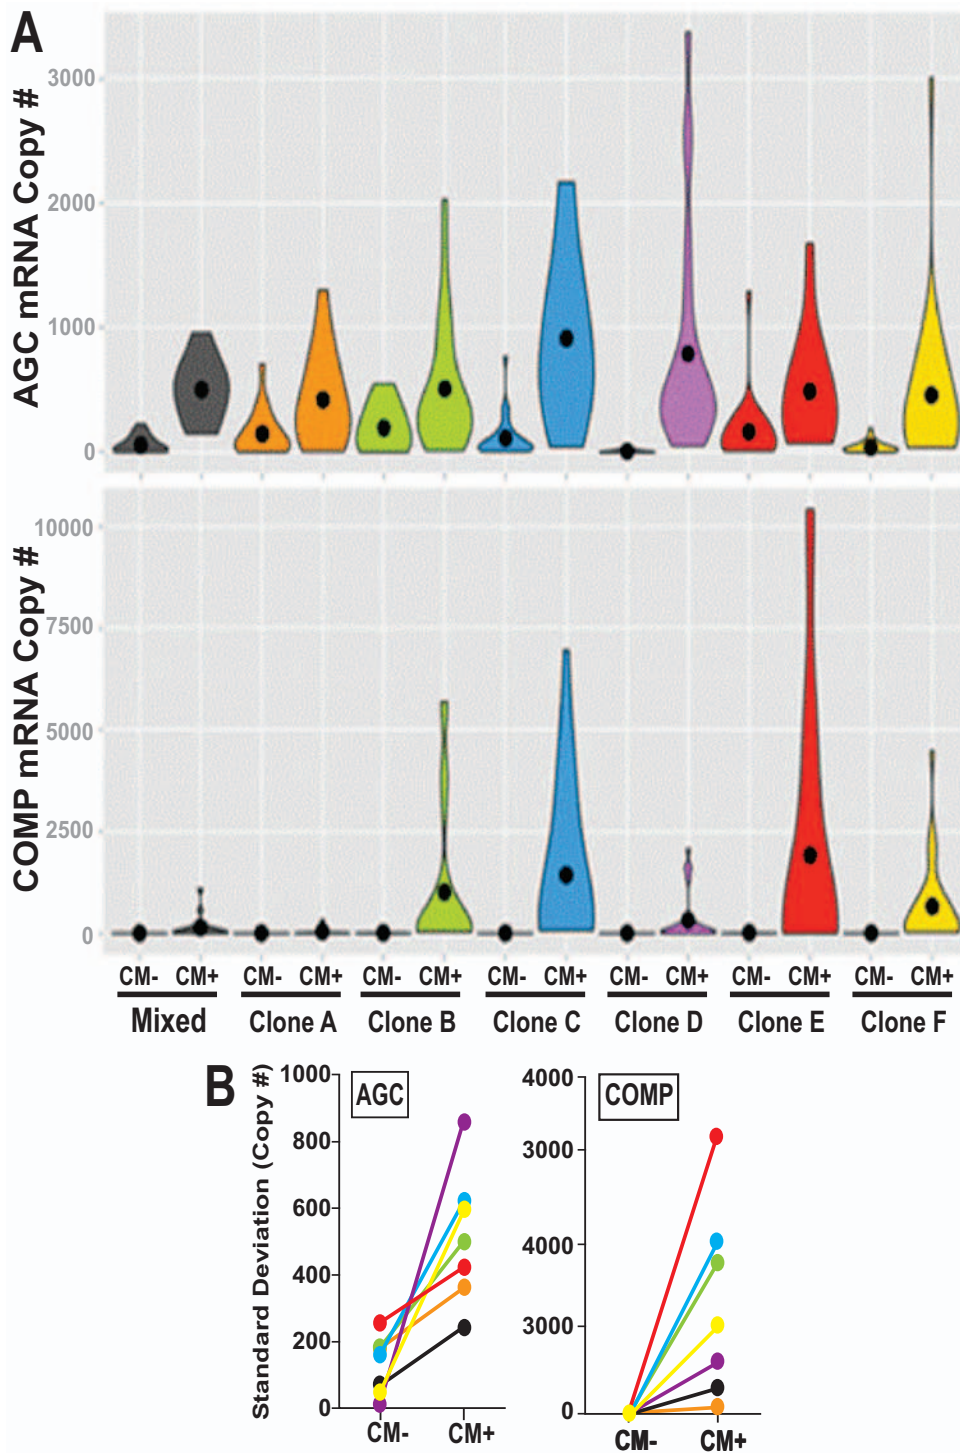 A
AGC mRNA Copy #
3000
2000
1000
0
COMP mRNA Copy #
10000
7500
5000
2500
0
CM- CM+ CM- CM+ CM- CM+ CM- CM+ CM- CM+ CM- CM+ CM- CM+
Mixed Clone A Clone B Clone C Clone D Clone E Clone F
B
Standard Deviation (Copy #)
AGC
1000
800
600
400
200
0
CM- CM+
COMP
4000
3000
4000
3000
0
CM- CM+